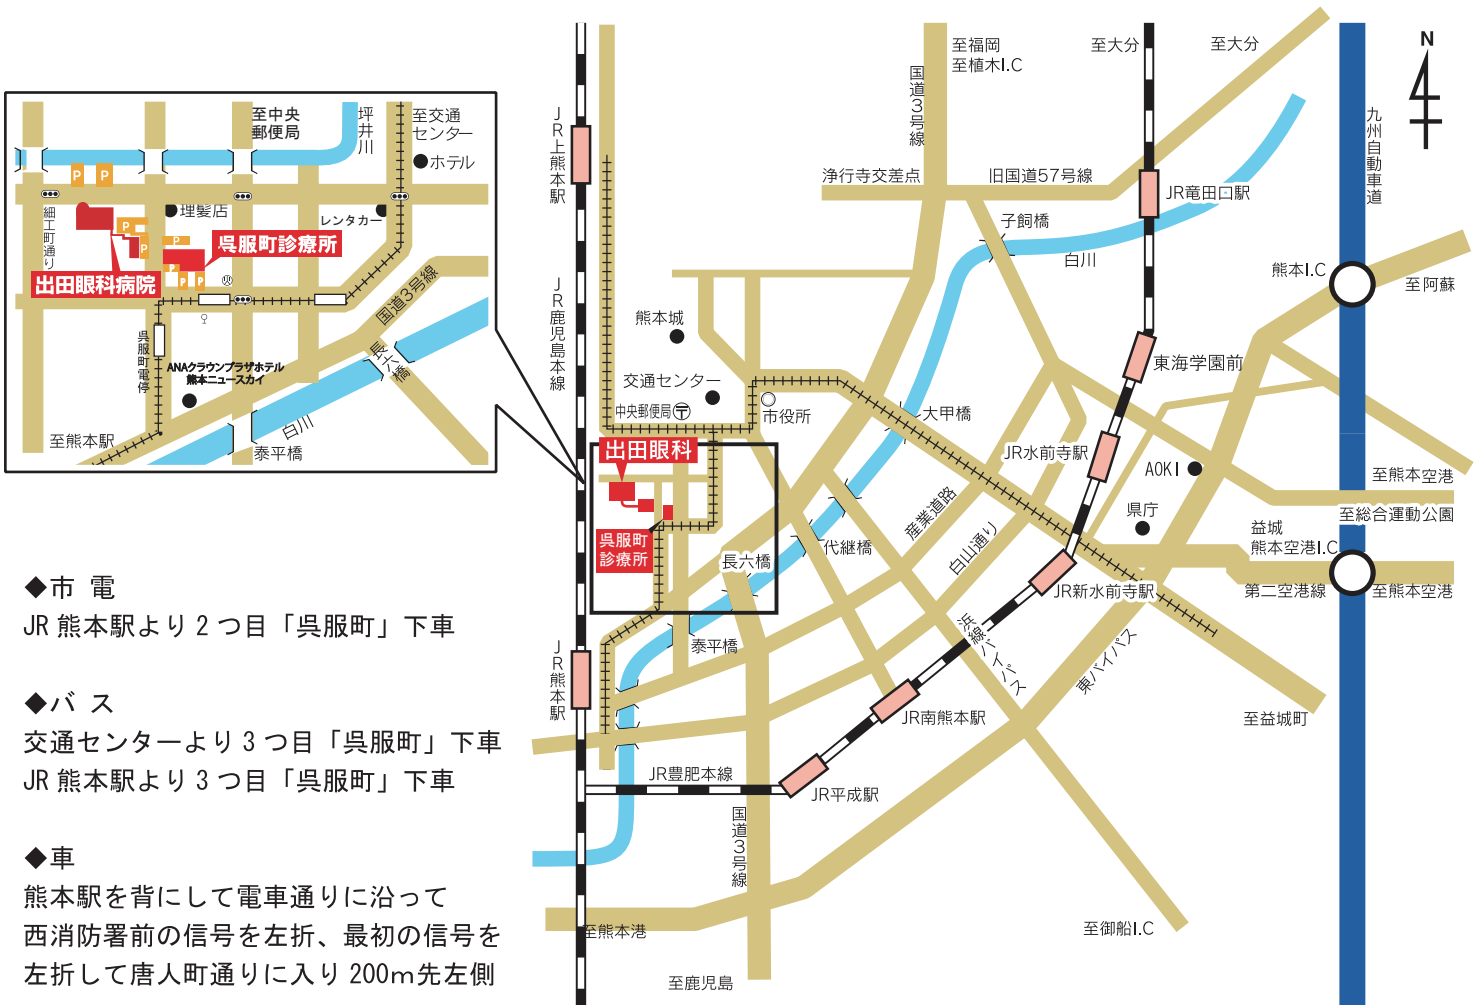 至中央
郵便局
坪井川
至交通
センター
ホテル
P
P
細工町通り
理髪店
レンタカー
P
P
P
呉服町診療所
P
P
P
出田眼科病院
国道3号線
呉服町電停
長六橋
ANAクラウンプラザホテル
熊本ニュースカイ
白川
至熊本駅
泰平橋
◆市 電
JR 熊本駅より 2 つ目「呉服町」下車
◆バ ス
交通センターより 3 つ目「呉服町」下車
JR 熊本駅より 3 つ目「呉服町」下車
◆車
熊本駅を背にして電車通りに沿って
西消防署前の信号を左折、最初の信号を
左折して唐人町通りに入り 200m先左側
JR上熊本駅
JR鹿児島本線
JR熊本駅
至福岡
至植木I.C
国道3号線
至大分
至大分
N
九州自動車道
浄行寺交差点
旧国道57号線
JR竜田口駅
子飼橋
白川
熊本I.C
至阿蘇
熊本城
東海学園前
交通センター
中央郵便局
〒
市役所
大甲橋
出田眼科
JR水前寺駅
AOKI
至熊本空港
産業道路
県庁
至総合運動公園
呉服町
診療所
代継橋
白山通り
益城
熊本空港I.C
長六橋
JR新水前寺駅
第二空港線
至熊本空港
泰平橋
浜線バイパス
東バイパス
JR南熊本駅
至益城町
JR豊肥本線
JR平成駅
国道3号線
至熊本港
至御船I.C
至鹿児島